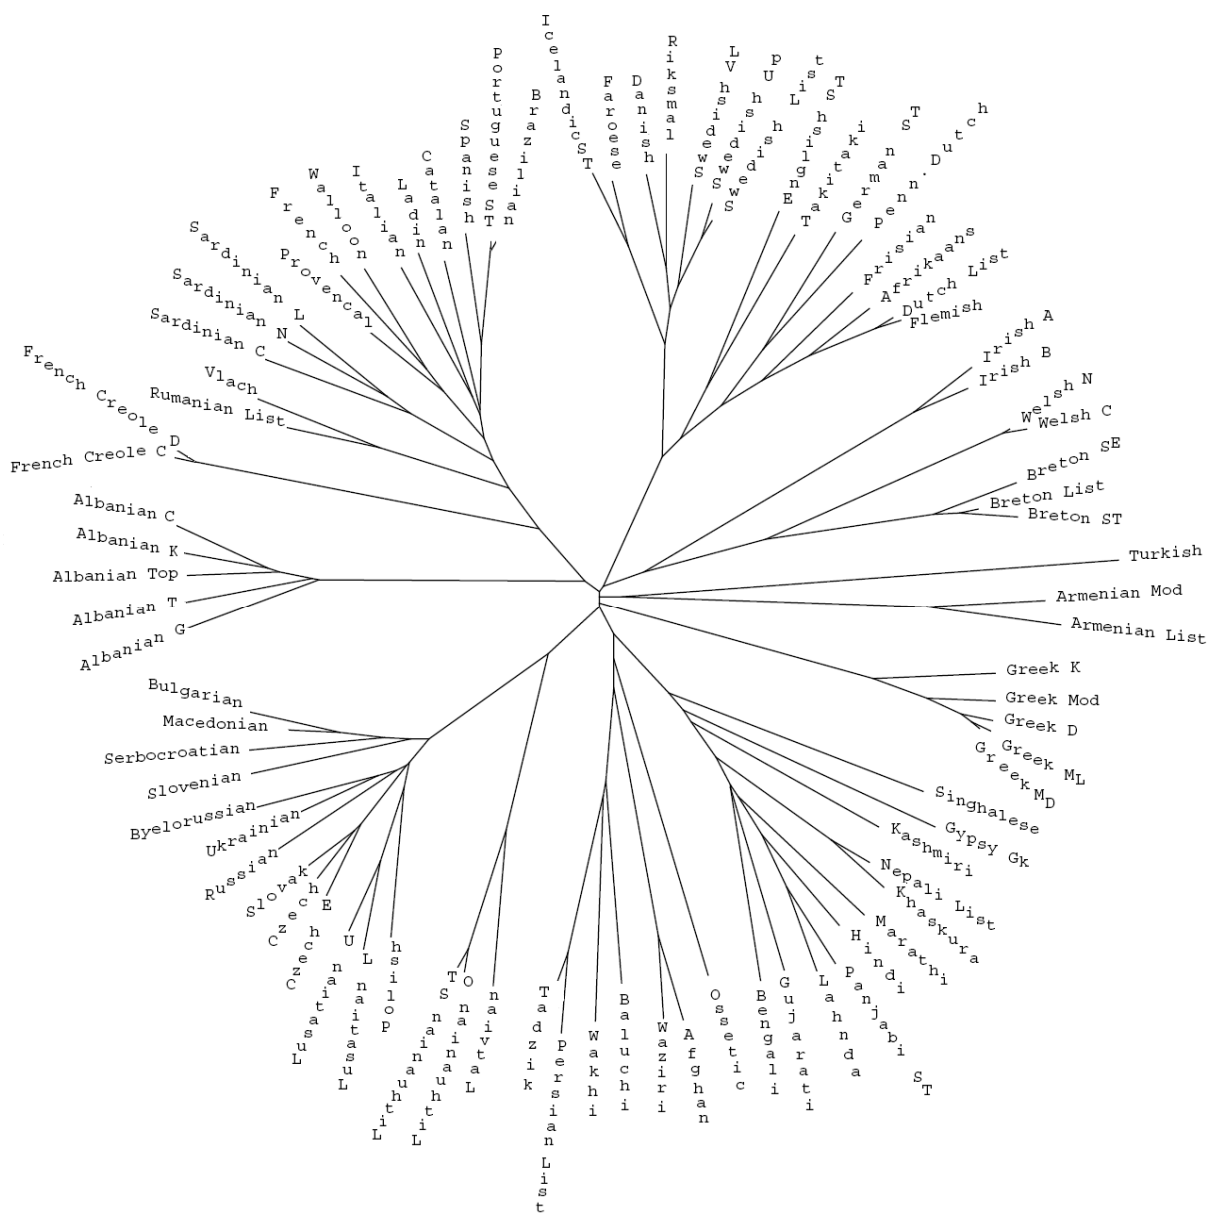 IcelandicST
Faroese
Danish
Riksmal
Swedish VL
Swedish Up
Swedish List
English ST
Takitaki
German ST
Penn. Dutch
Frisian
Afrikaans
Dutch List
Flemish
Irish A
Irish B
Welsh N
Welsh C
Breton SE
Breton List
Breton ST
Turkish
Armenian Mod
Armenian List
Greek K
Greek Mod
Greek D
Greek ML
Greek MD
Singhalese
Gypsy Gk
Kashmiri
Nepali List
Khaskura
Marathi
Hindi
Panjabi ST
Lahnda
Gujarati
Bengali
Ossetic
Afghan
Waziri
Baluchi
Wakhi
Persian List
Tadzik
Latvian
Lithuanian O
Lithuanian ST
Polish
Lusatian L
Lusatian U
Czech E
Czech
Slovak
Russian
Ukrainian
Byelorussian
Slovenian
Serbocroatian
Macedonian
Bulgarian
Albanian G
Albanian T
Albanian Top
Albanian K
Albanian C
French Creole C
French Creole D
Rumanian List
Vlach
Sardinian C
Sardinian N
Sardinian L
Provencal
French
Walloon
Italian
Ladin
Catalan
Spanish
Portuguese ST
Brazilian